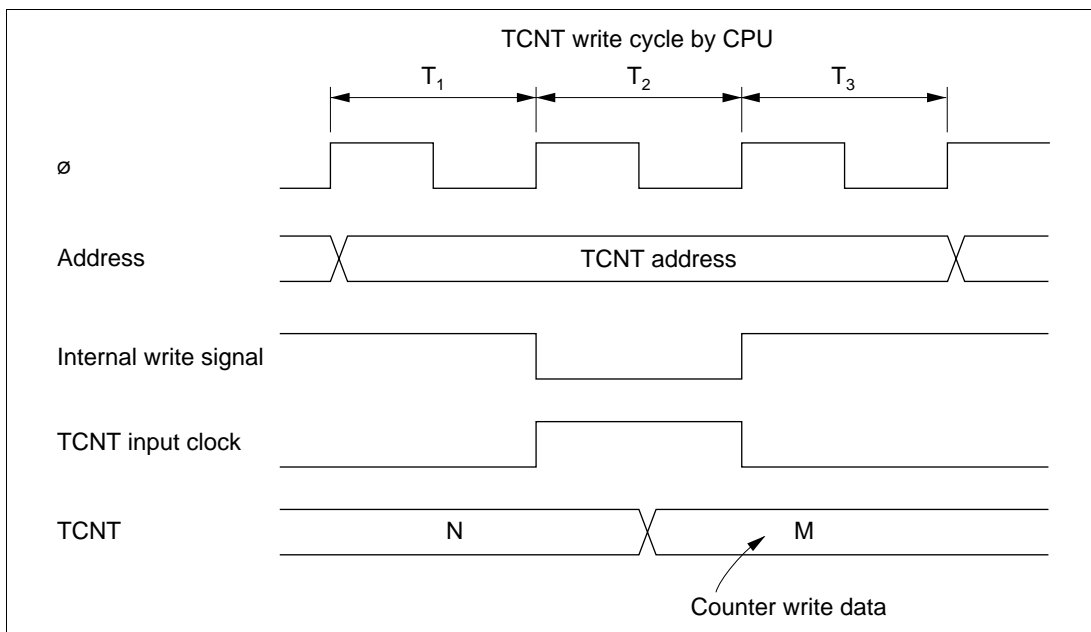 TCNT write cycle by CPU
T1 T2 T3
ø
Address TCNT address
Internal write signal
TCNT input clock
TCNT N M
Counter write data